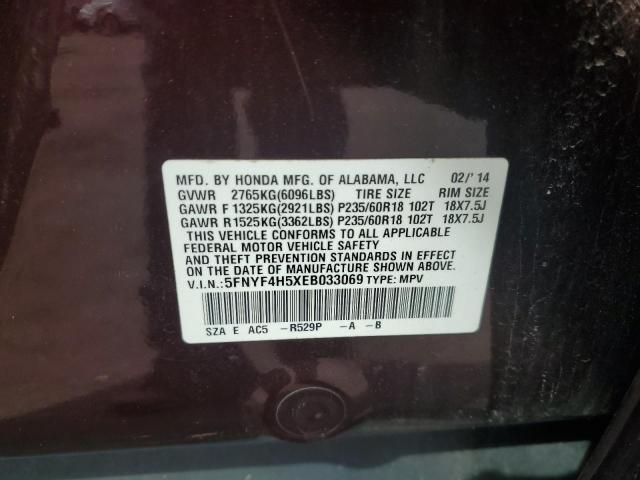 MFD. BY HONDA MFG. OF ALABAMA, LLC 02/'14
GVWR 2765KG(6096LBS) TIRE SIZE RIM SIZE
GAWR F 1325KG(2921LBS) P235/60R18 102T 18X7.5J
GAWR R1525KG(3362LBS) P235/60R18 102T 18X7.5J
THIS VEHICLE CONFORMS TO ALL APPLICABLE
FEDERAL MOTOR VEHICLE SAFETY
AND THEFT PREVENTION STANDARDS IN EFFECT
ON THE DATE OF MANUFACTURE SHOWN ABOVE.
V.I.N.:5FNYF4H5XEB033069 TYPE: MPV
SZA E AC5 -R529P -A -B